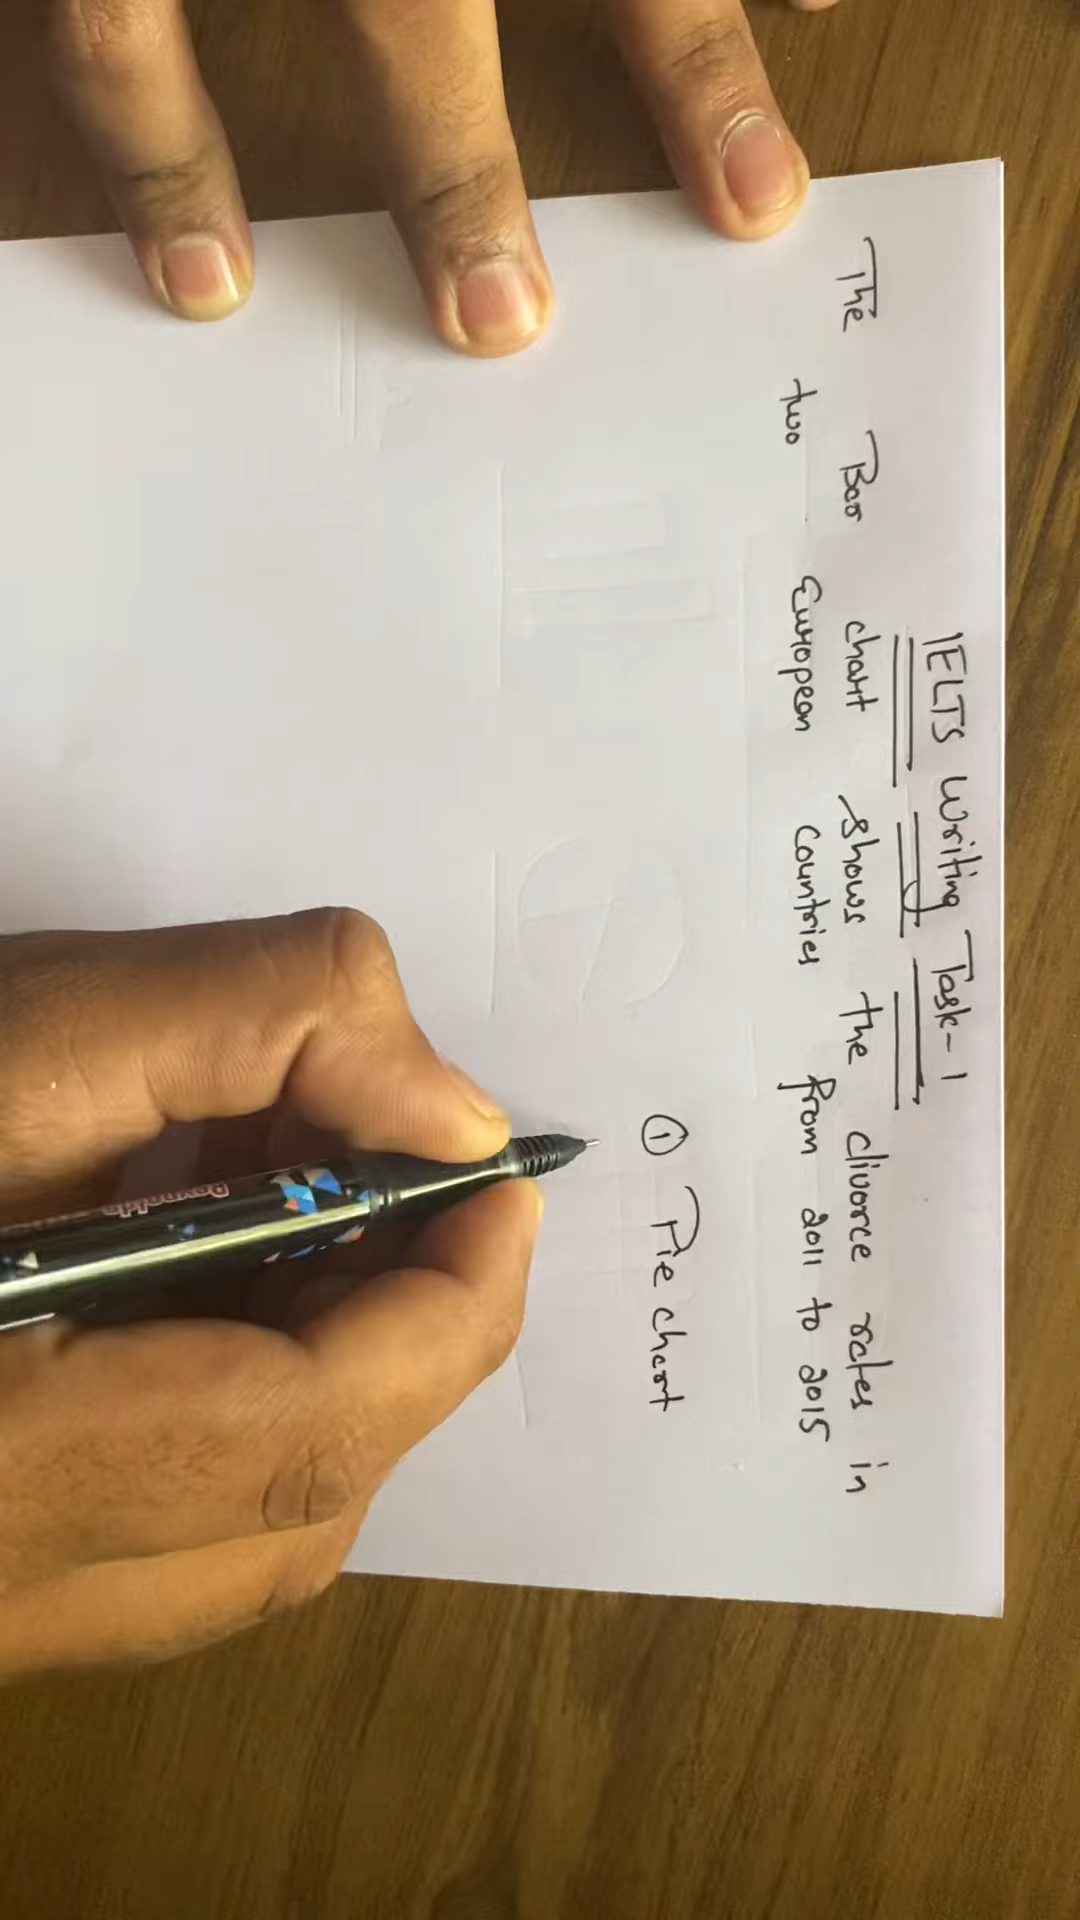 IELTS Writing Task-1
The Bar chart shows the divorce rates in
two European countries from 2011 to 2015
① Pie chart
Reynolds